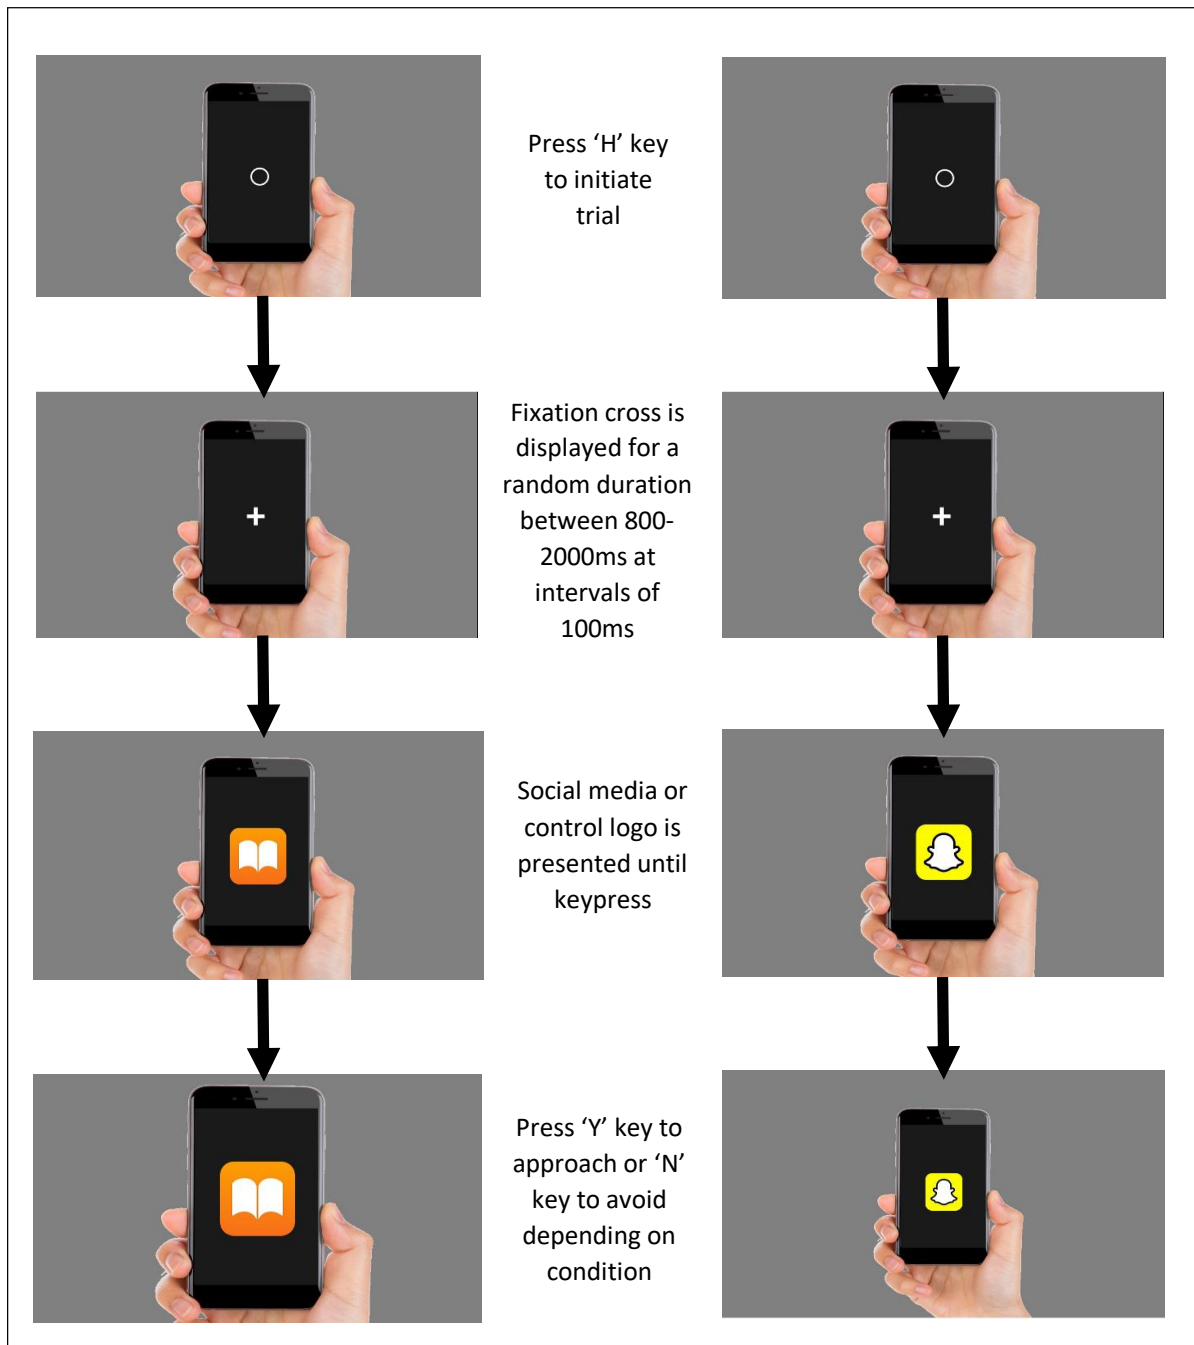 Press ‘H’ key
to initiate
trial
Fixation cross is
displayed for a
random duration
between 800-
2000ms at
intervals of
100ms
Social media or
control logo is
presented until
keypress
Press ‘Y’ key to
approach or ‘N’
key to avoid
depending on
condition